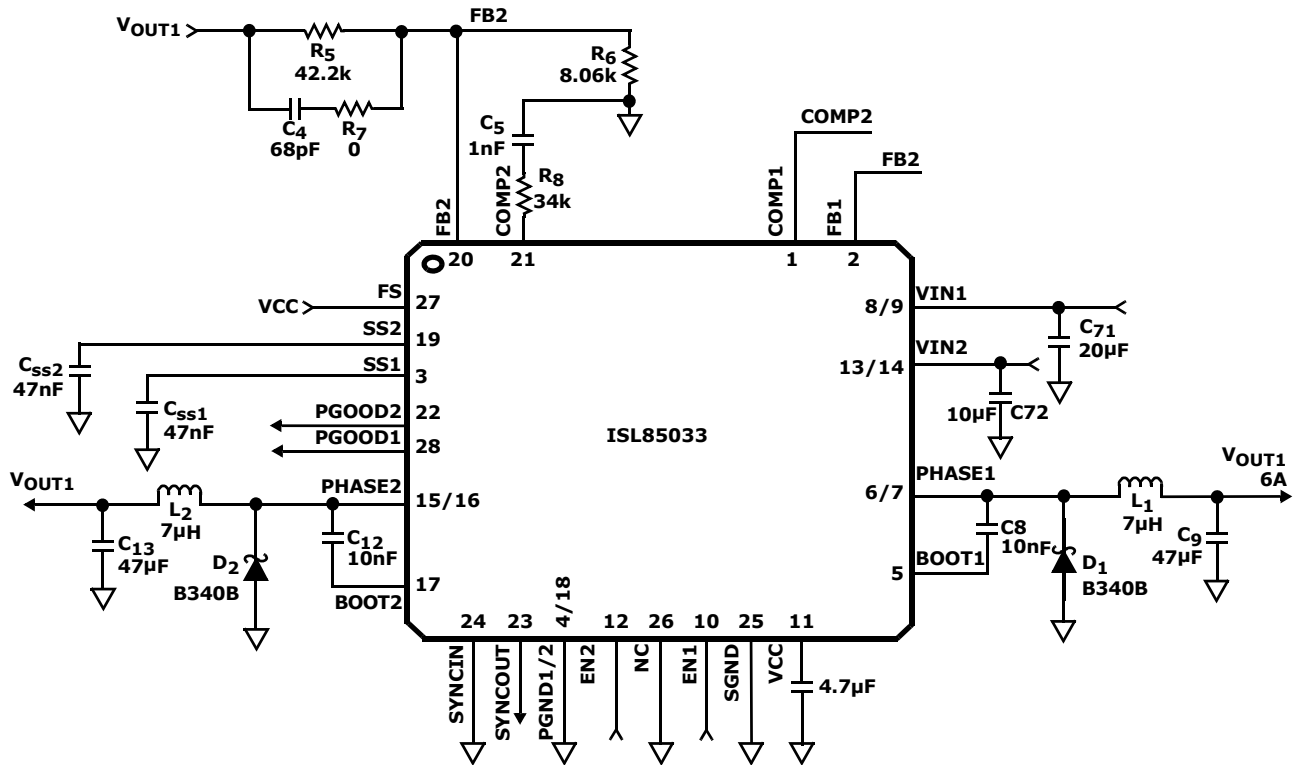 VOUT1
R5
42.2k
C4
68pF
R7
0
FB2
R6
8.06k
C5
1nF
R8
34k
COMP2
FB2
COMP2
FB2
COMP1
FB1
20
21
1
2
VCC
FS
27
SS2
19
Css2
47nF
SS1
3
Css1
47nF
PGOOD2
22
PGOOD1
28
VOUT1
PHASE2
15/16
L2
7µH
C13
47µF
D2
B340B
C12
10nF
BOOT2
17
ISL85033
8/9
VIN1
C71
20µF
13/14
VIN2
10µF
C72
6/7
PHASE1
VOUT1
6A
L1
7µH
C8
10nF
5
BOOT1
D1
B340B
C9
47µF
24
23
4/18
12
26
10
25
11
SYNCIN
SYNCOUT
PGND1/2
EN2
NC
EN1
SGND
VCC
4.7µF